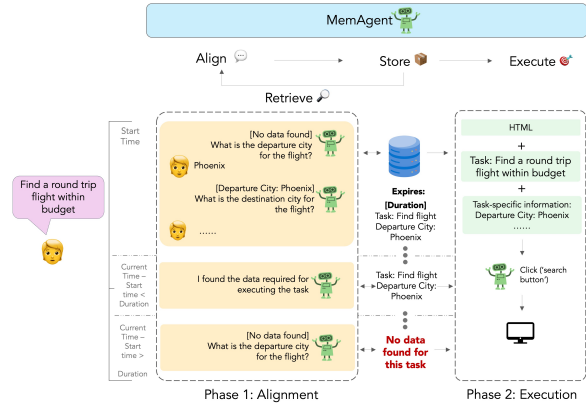 MemAgent
Align
Store
Execute
Retrieve
Start
Time
[No data found]
What is the departure city
for the flight?
Phoenix
[Departure City: Phoenix]
What is the destination city for
the flight?
......
Find a round trip
flight within
budget
Expires:
[Duration]
Task: Find flight
Departure City:
Phoenix
HTML
+
Task: Find a round trip
flight within budget
+
Task-specific information:
Departure City: Phoenix
......
Click ('search
button')
Current
Time –
Start
time <
Duration
I found the data required for
executing the task
Task: Find flight
Departure City:
Phoenix
Current
Time –
Start
time >
Duration
[No data found]
What is the departure city
for the flight?
No data
found for
this task
Phase 1: Alignment
Phase 2: Execution